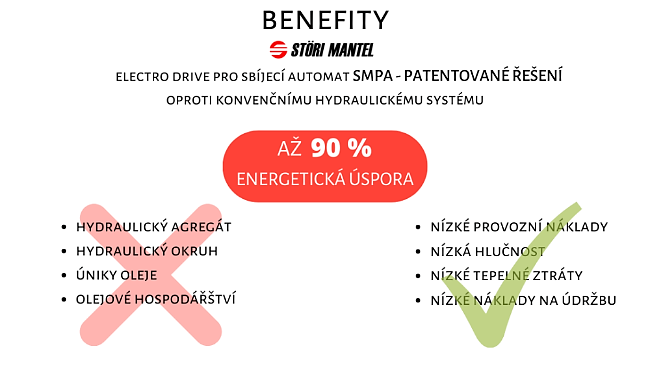 BENEFITY
STÖRI MANTEL
ELECTRO DRIVE PRO SBÍJECÍ AUTOMAT SMPA - PATENTOVANÉ ŘEŠENÍ
OPROTI KONVENČNÍMU HYDRAULICKÉMU SYSTÉMU
AŽ 90 %
ENERGETICKÁ ÚSPORA
• HYDRAULICKÝ AGREGÁT
• HYDRAULICKÝ OKRUH
• ÚNIKY OLEJE
• OLEJOVÉ HOSPODÁŘŠTVÍ
• NÍZKÉ PROVOZNÍ NÁKLADY
• NÍZKÁ HLUČNOST
• NÍZKÉ TEPELNÉ ZTRÁTY
• NÍZKÉ NÁKLADY NA ÚDRŽBU